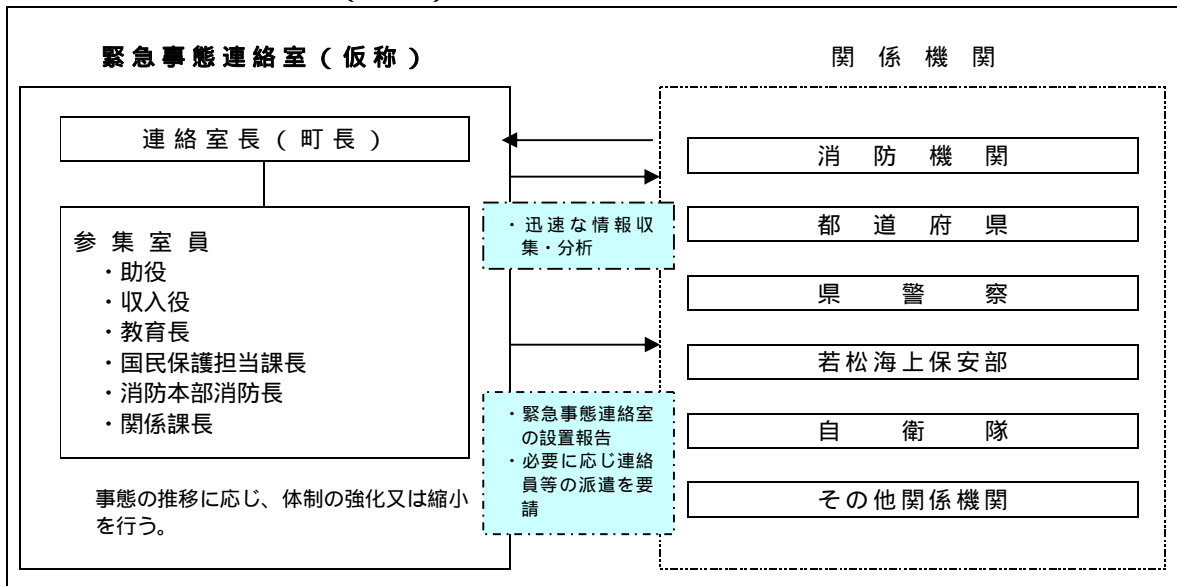 緊急事態連絡室(仮称)
連絡室長(町長)
参集室員
・助役
・収入役
・教育長
・国民保護担当課長
・消防本部消防長
・関係課長
事態の推移に応じ、体制の強化又は縮小
を行う。
・迅速な情報収
集・分析
・緊急事態連絡室
の設置報告
・必要に応じ連絡
員等の派遣を要
請
関係機関
消防機関
都道府県
県警察
若松海上保安部
自衛隊
その他関係機関